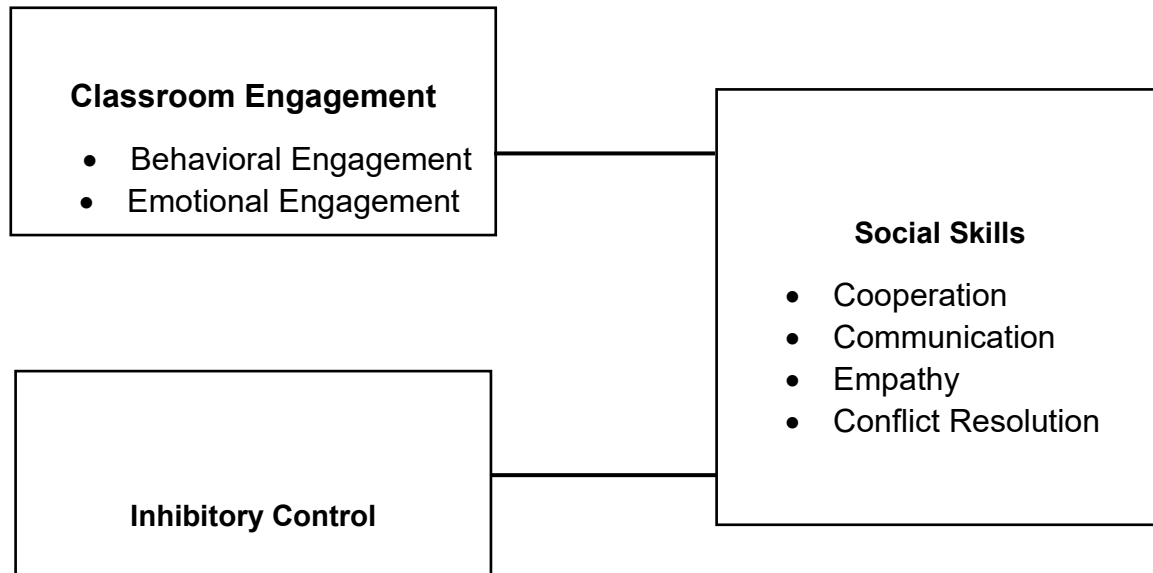 Classroom Engagement
• Behavioral Engagement
• Emotional Engagement
Social Skills
• Cooperation
• Communication
• Empathy
• Conflict Resolution
Inhibitory Control